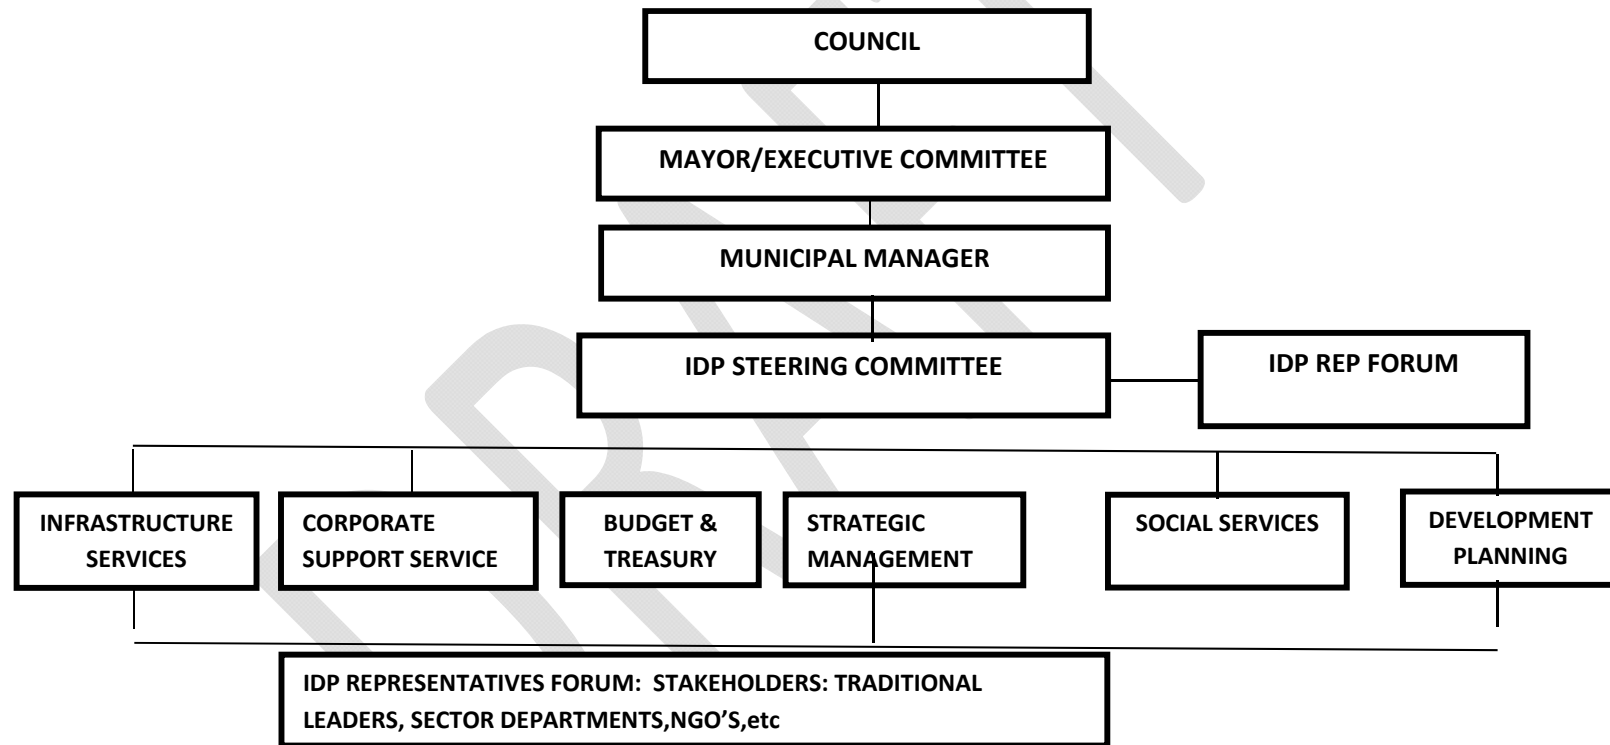 COUNCIL
MAYOR/EXECUTIVE COMMITTEE
MUNICIPAL MANAGER
IDP STEERING COMMITTEE
IDP REP FORUM
INFRASTRUCTURE
SERVICES
CORPORATE
SUPPORT SERVICE
BUDGET &
TREASURY
STRATEGIC
MANAGEMENT
SOCIAL SERVICES
DEVELOPMENT
PLANNING
IDP REPRESENTATIVES FORUM:  STAKEHOLDERS: TRADITIONAL
LEADERS, SECTOR DEPARTMENTS,NGO’S,etc
DRAFT